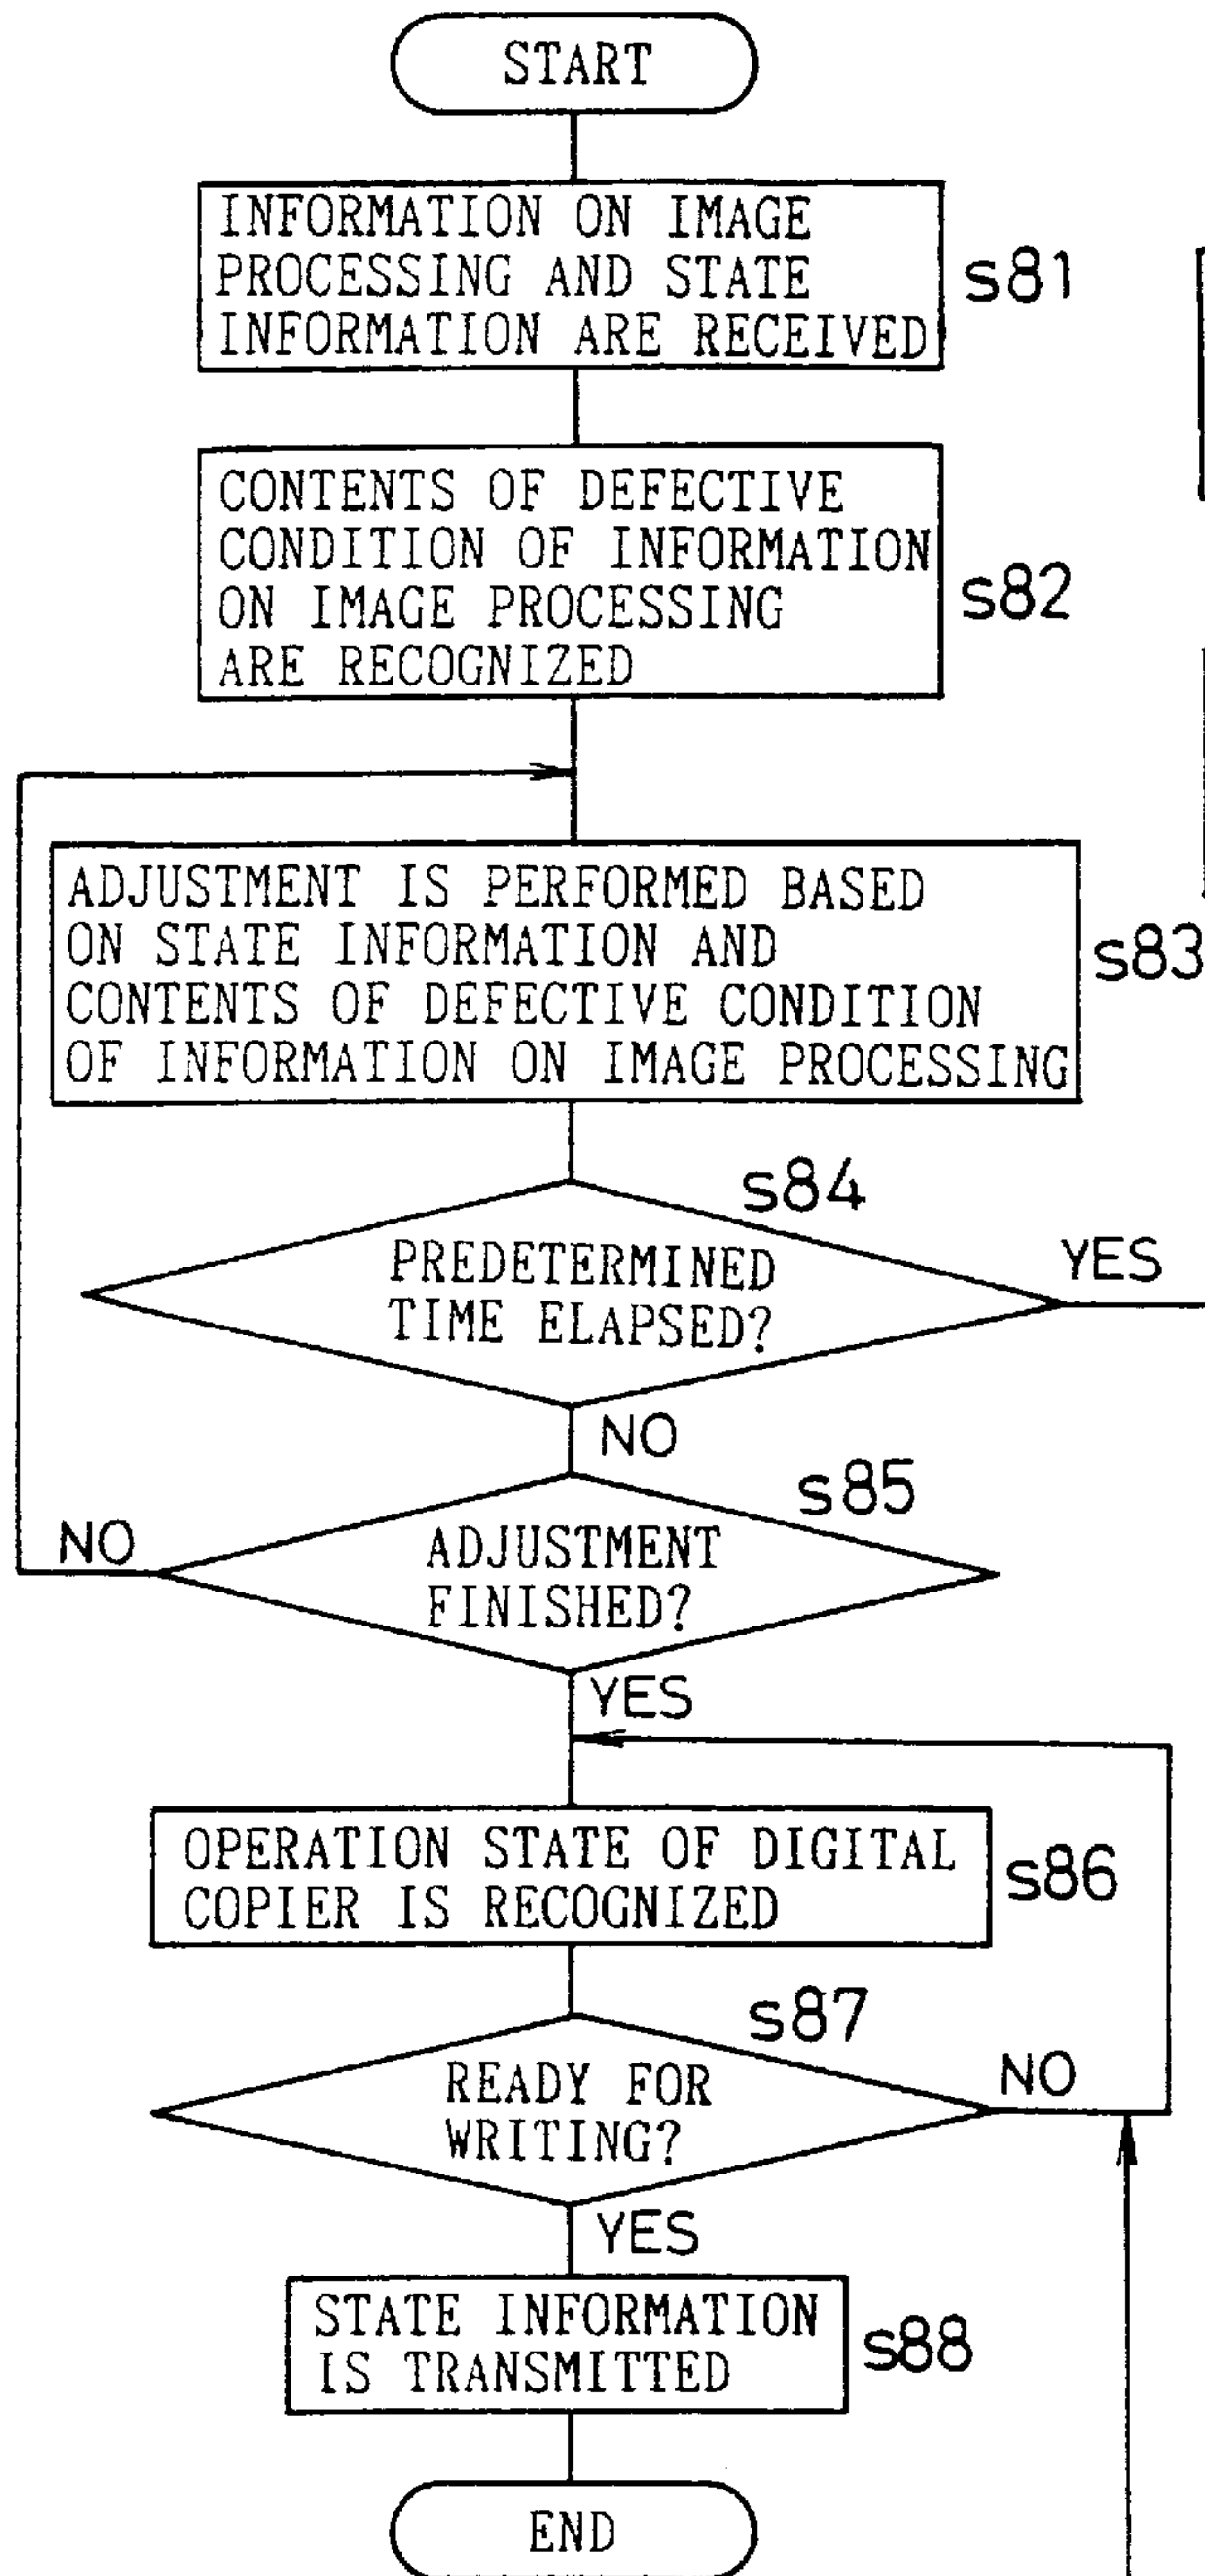 START
INFORMATION ON IMAGE
PROCESSING AND STATE
INFORMATION ARE RECEIVED
s81
CONTENTS OF DEFECTIVE
CONDITION OF INFORMATION
ON IMAGE PROCESSING
ARE RECOGNIZED
s82
ADJUSTMENT IS PERFORMED BASED
ON STATE INFORMATION AND
CONTENTS OF DEFECTIVE CONDITION
OF INFORMATION ON IMAGE PROCESSING
s83
s84
PREDETERMINED
TIME ELAPSED?
YES
NO
s85
ADJUSTMENT
FINISHED?
NO
YES
OPERATION STATE OF DIGITAL
COPIER IS RECOGNIZED
s86
s87
READY FOR
WRITING?
NO
YES
STATE INFORMATION
IS TRANSMITTED
s88
END